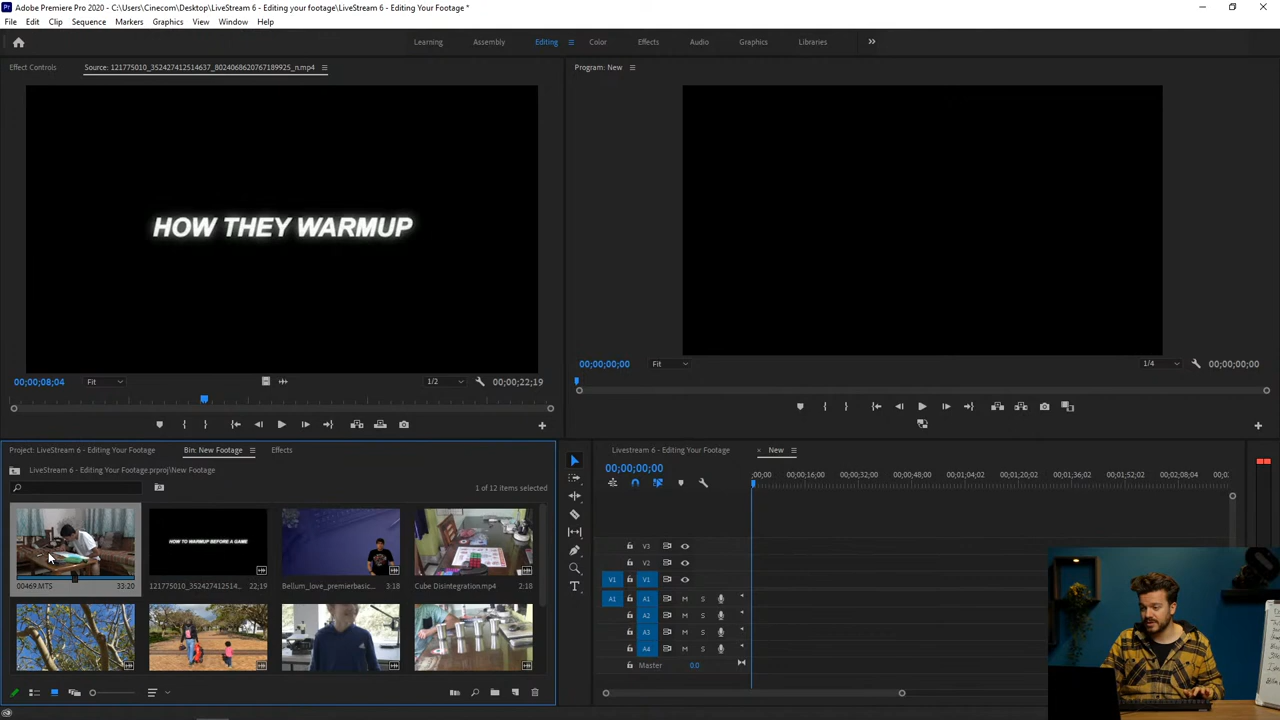 Adobe Premiere Pro 2020 - C:\Users\Cinecom\Desktop\LiveStream 6 - Editing your footage\LiveStream 6 - Editing Your Footage *
File Edit Clip Sequence Markers Graphics View Window Help
Learning Assembly Editing Color Effects Audio Graphics Libraries
Effect Controls Source: 121775010_352427412514637_8024068620767189925_n.mp4 Program: New
HOW THEY WARMUP
00;00;08;04 Fit 1/2 00;00;22;19
00;00;00;00 Fit 1/4 00;00;00;00
Project: LiveStream 6 - Editing Your Footage Bin: New Footage Effects
LiveStream 6 - Editing Your Footage.prproj\New Footage
1 of 12 items selected
HOW TO WARMUP BEFORE A GAME
00469.MTS 33:20 121775010_352427412514... 22;19 Bellum_love_premierbasic... 3:18 Cube Disintegration.mp4 2:18
Livestream 6 - Editing Your Footage × New
00;00;00;00
;00;00 00;00;16;00 00;00;32;00 00;00;48;00 00;01;04;02 00;01;20;02 00;01;36;02 00;01;52;02 00;02;08;04 00;0
V3
V2
V1 V1
A1 A1 M S
A2 M S
A3 M S
A4 M S
Master 0.0